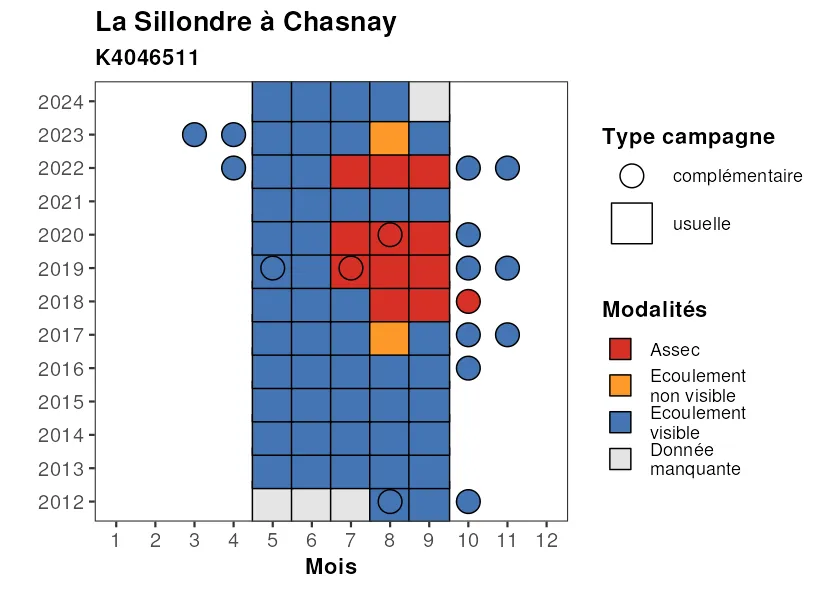 La Sillondre à Chasnay
K4046511
2024
2023
2022
2021
2020
2019
2018
2017
2016
2015
2014
2013
2012
1 2 3 4 5 6 7 8 9 10 11 12
Mois
Type campagne
complémentaire
usuelle
Modalités
Assec
Ecoulement
non visible
Ecoulement
visible
Donnée
manquante